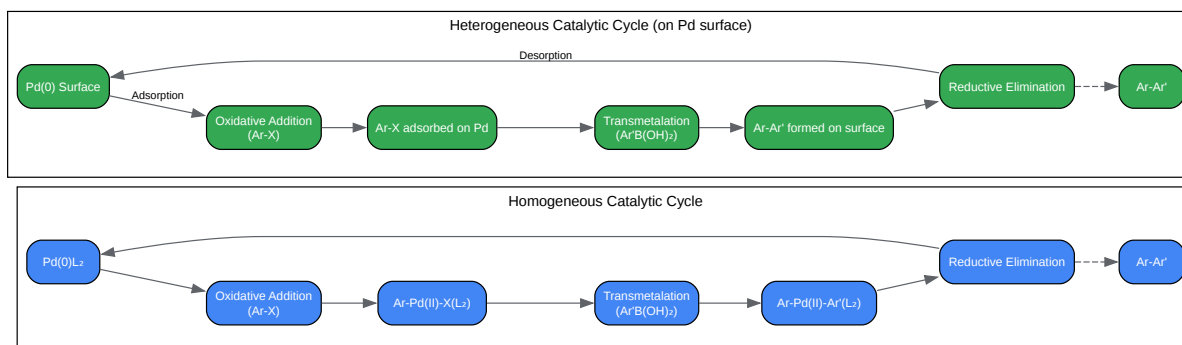 Heterogeneous Catalytic Cycle (on Pd surface)
Desorption
Pd(0) Surface
Adsorption
Reductive Elimination
Ar-Ar'
Oxidative Addition
(Ar-X)
Ar-X adsorbed on Pd
Transmetalation
(Ar'B(OH)₂)
Ar-Ar' formed on surface
Homogeneous Catalytic Cycle
Pd(0)L₂
Reductive Elimination
Ar-Ar'
Oxidative Addition
(Ar-X)
Ar-Pd(II)-X(L₂)
Transmetalation
(Ar'B(OH)₂)
Ar-Pd(II)-Ar'(L₂)